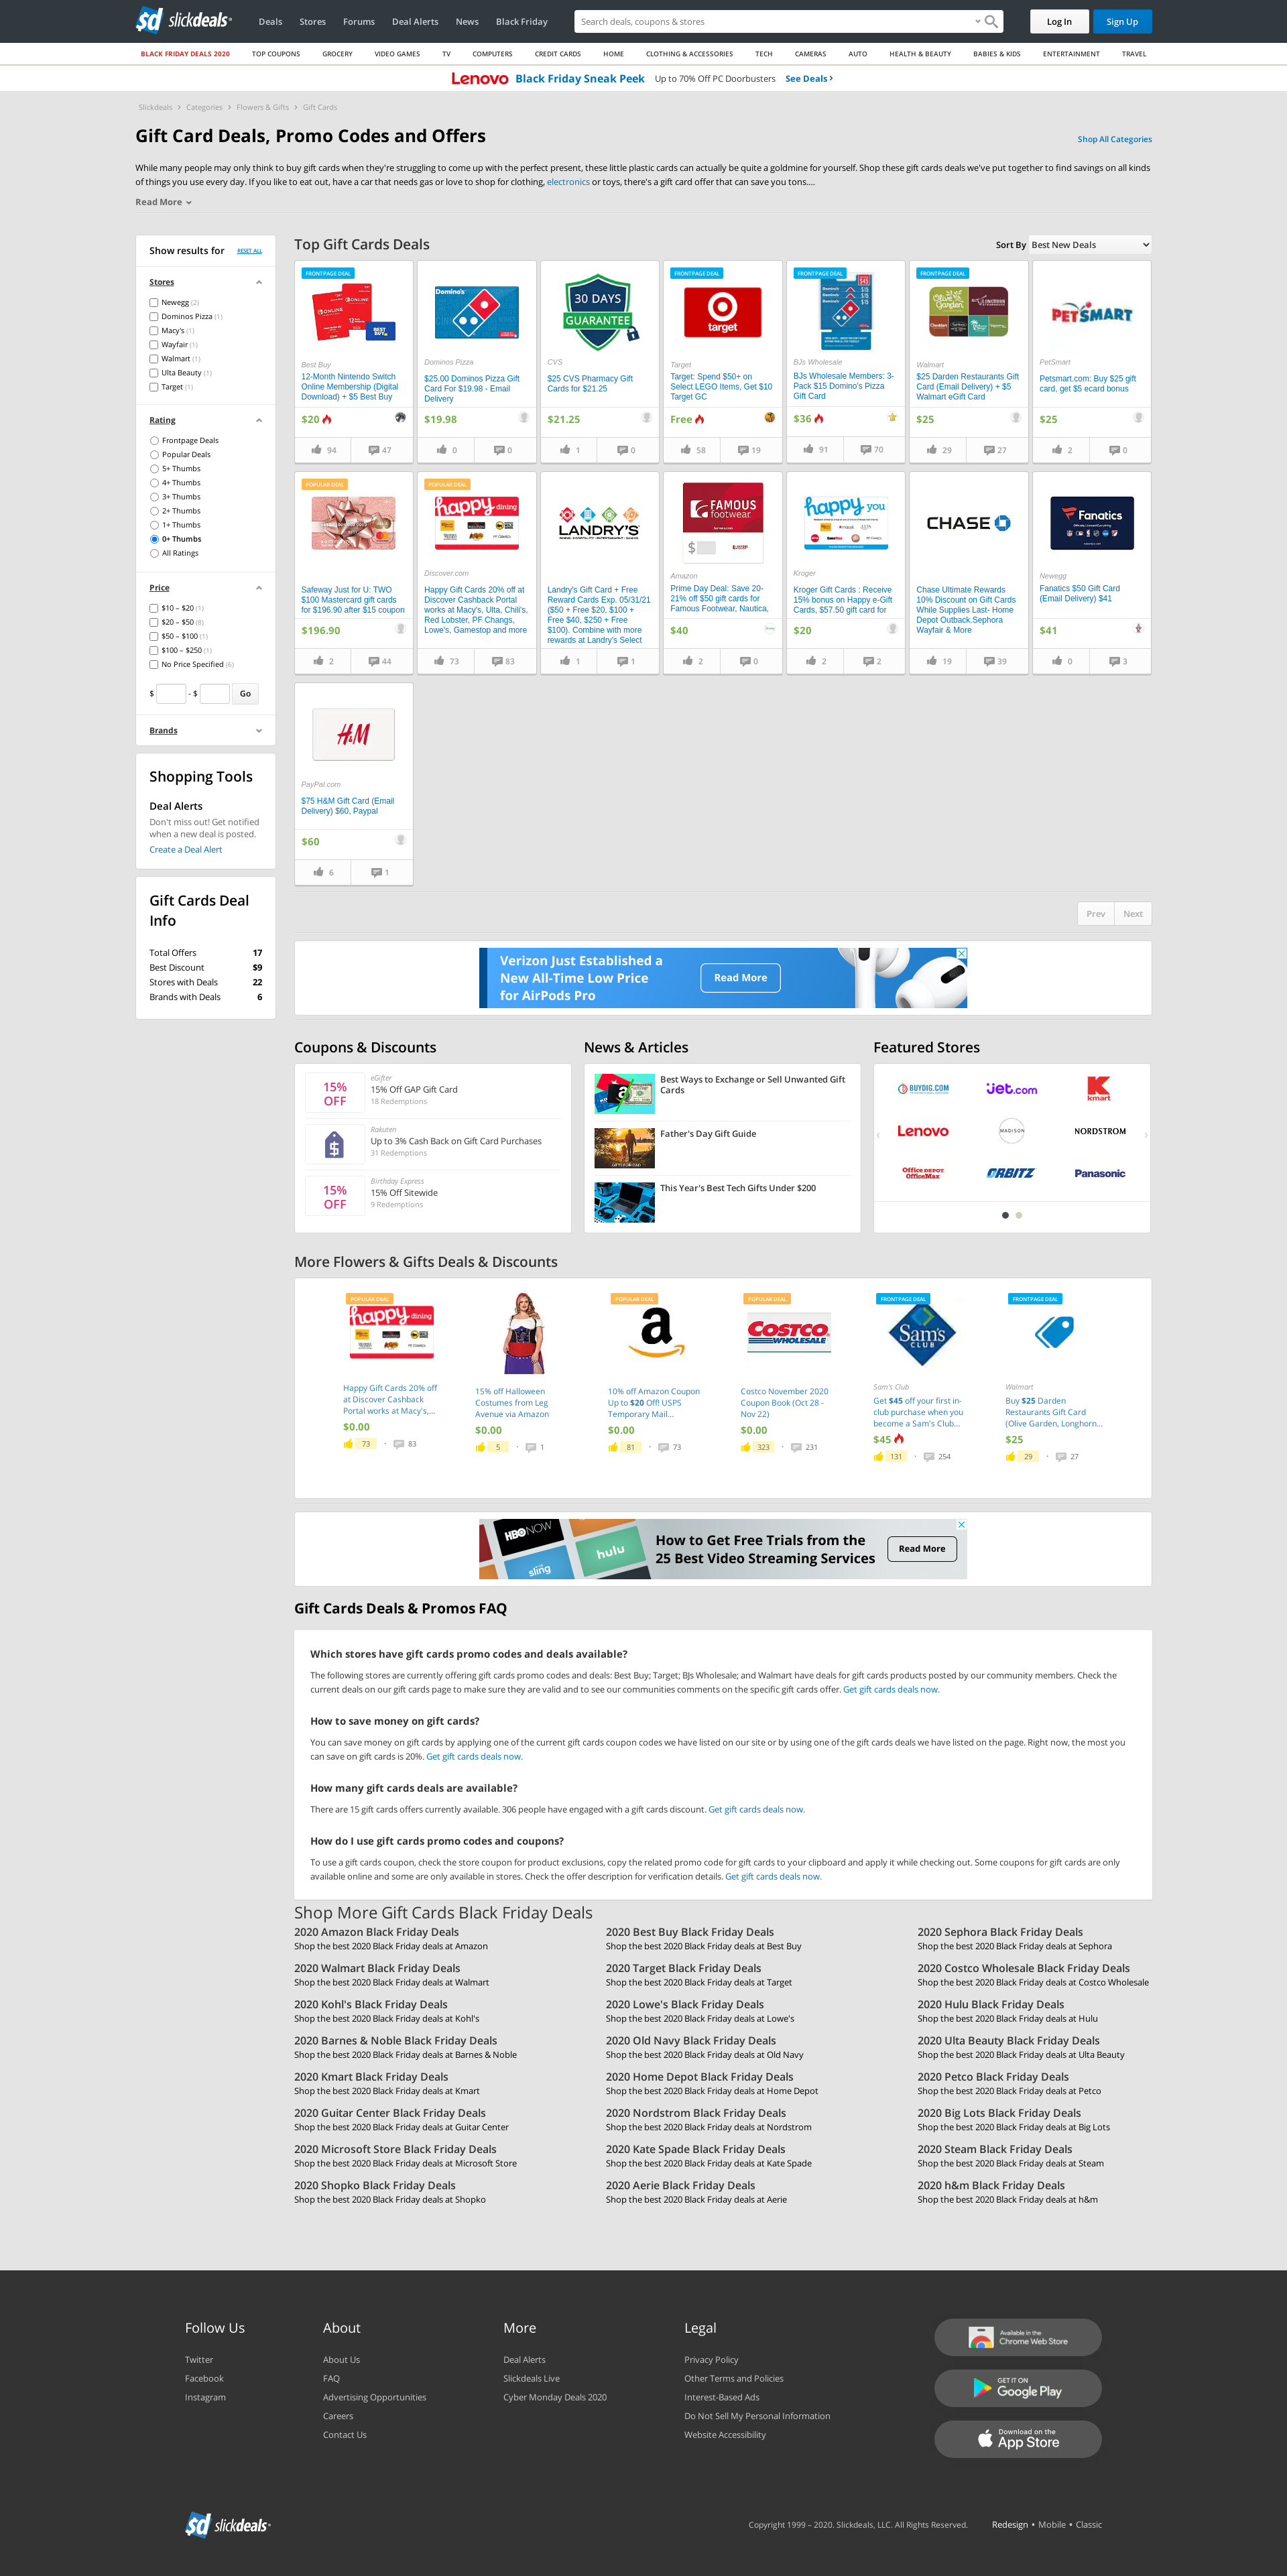 sd slickdeals
Deals Stores Forums Deal Alerts News Black Friday
Search deals, coupons & stores
Log In
Sign Up
BLACK FRIDAY DEALS 2020 TOP COUPONS GROCERY VIDEO GAMES TV COMPUTERS CREDIT CARDS HOME CLOTHING & ACCESSORIES TECH CAMERAS AUTO HEALTH & BEAUTY BABIES & KIDS ENTERTAINMENT TRAVEL
Lenovo Black Friday Sneak Peek Up to 70% Off PC Doorbusters See Deals ›
Slickdeals › Categories › Flowers & Gifts › Gift Cards
Gift Card Deals, Promo Codes and Offers
Shop All Categories
While many people may only think to buy gift cards when they're struggling to come up with the perfect present, these little plastic cards can actually be quite a goldmine for yourself. Shop these gift cards deals we've put together to find savings on all kinds
of things you use every day. If you like to eat out, have a car that needs gas or love to shop for clothing, electronics or toys, there's a gift card offer that can save you tons....
Read More
Show results for
RESET ALL
Stores
Newegg (2)
Dominos Pizza (1)
Macy's (1)
Wayfair (1)
Walmart (1)
Ulta Beauty (1)
Target (1)
Rating
Frontpage Deals
Popular Deals
5+ Thumbs
4+ Thumbs
3+ Thumbs
2+ Thumbs
1+ Thumbs
0+ Thumbs
All Ratings
Price
$10 – $20 (1)
$20 – $50 (8)
$50 – $100 (1)
$100 – $250 (1)
No Price Specified (6)
$ - $ Go
Brands
Shopping Tools
Deal Alerts
Don't miss out! Get notified
when a new deal is posted.
Create a Deal Alert
Gift Cards Deal
Info
Total Offers 17
Best Discount $9
Stores with Deals 22
Brands with Deals 6
Top Gift Cards Deals
Sort By Best New Deals
FRONTPAGE DEAL
Best Buy
12-Month Nintendo Switch
Online Membership (Digital
Download) + $5 Best Buy
$20
94 47
Domino's
Dominos Pizza
$25.00 Dominos Pizza Gift
Card For $19.98 - Email
Delivery
$19.98
0 0
30 DAYS
GUARANTEE
CVS
$25 CVS Pharmacy Gift
Cards for $21.25
$21.25
1 0
FRONTPAGE DEAL
target
Target
Target: Spend $50+ on
Select LEGO Items, Get $10
Target GC
Free
58 19
FRONTPAGE DEAL
BJs Wholesale
BJs Wholesale Members: 3-
Pack $15 Domino's Pizza
Gift Card
$36
91 70
FRONTPAGE DEAL
Olive Garden
Walmart
$25 Darden Restaurants Gift
Card (Email Delivery) + $5
Walmart eGift Card
$25
29 27
PETSMART
PetSmart
Petsmart.com: Buy $25 gift
card, get $5 ecard bonus
$25
2 0
POPULAR DEAL
Safeway Just for U: TWO
$100 Mastercard gift cards
for $196.90 after $15 coupon
$196.90
2 44
POPULAR DEAL
happy dining
Discover.com
Happy Gift Cards 20% off at
Discover Cashback Portal
works at Macy's, Ulta, Chili's,
Red Lobster, PF Changs,
Lowe's, Gamestop and more
73 83
LANDRY'S
Landry's Gift Card + Free
Reward Cards Exp. 05/31/21
($50 + Free $20, $100 +
Free $40, $250 + Free
$100). Combine with more
rewards at Landry's Select
1 1
FAMOUS
footwear.
$
Amazon
Prime Day Deal: Save 20-
21% off $50 gift cards for
Famous Footwear, Nautica,
$40
2 0
happy you
Kroger
Kroger Gift Cards : Receive
15% bonus on Happy e-Gift
Cards, $57.50 gift card for
$20
2 2
CHASE
Chase Ultimate Rewards
10% Discount on Gift Cards
While Supplies Last- Home
Depot Outback.Sephora
Wayfair & More
19 39
Fanatics
Newegg
Fanatics $50 Gift Card
(Email Delivery) $41
$41
0 3
H&M
PayPal.com
$75 H&M Gift Card (Email
Delivery) $60, Paypal
$60
6 1
Prev Next
Verizon Just Established a
New All-Time Low Price
for AirPods Pro
Read More
Coupons & Discounts
15%
OFF
eGifter
15% Off GAP Gift Card
18 Redemptions
Rakuten
Up to 3% Cash Back on Gift Card Purchases
31 Redemptions
15%
OFF
Birthday Express
15% Off Sitewide
9 Redemptions
News & Articles
Best Ways to Exchange or Sell Unwanted Gift
Cards
Father's Day Gift Guide
This Year's Best Tech Gifts Under $200
Featured Stores
BUYDIG.COM
Jet.com
kmart
Lenovo
MADISON
NORDSTROM
Office DEPOT
OfficeMax
ORBITZ
Panasonic
More Flowers & Gifts Deals & Discounts
POPULAR DEAL
happy dining
Happy Gift Cards 20% off
at Discover Cashback
Portal works at Macy's,...
$0.00
73 · 83
15% off Halloween
Costumes from Leg
Avenue via Amazon
$0.00
5 · 1
POPULAR DEAL
a
10% off Amazon Coupon
Up to $20 Off! USPS
Temporary Mail...
$0.00
81 · 73
POPULAR DEAL
COSTCO
WHOLESALE
Costco November 2020
Coupon Book (Oct 28 -
Nov 22)
$0.00
323 · 231
FRONTPAGE DEAL
Sam's
CLUB
Sam's Club
Get $45 off your first in-
club purchase when you
become a Sam's Club...
$45
131 · 254
FRONTPAGE DEAL
Walmart
Buy $25 Darden
Restaurants Gift Card
(Olive Garden, Longhorn...
$25
29 · 27
HBO NOW
hulu
sling
How to Get Free Trials from the
25 Best Video Streaming Services
Read More
Gift Cards Deals & Promos FAQ
Which stores have gift cards promo codes and deals available?
The following stores are currently offering gift cards promo codes and deals: Best Buy; Target; BJs Wholesale; and Walmart have deals for gift cards products posted by our community members. Check the
current deals on our gift cards page to make sure they are valid and to see our communities comments on the specific gift cards offer. Get gift cards deals now.
How to save money on gift cards?
You can save money on gift cards by applying one of the current gift cards coupon codes we have listed on our site or by using one of the gift cards deals we have listed on the page. Right now, the most you
can save on gift cards is 20%. Get gift cards deals now.
How many gift cards deals are available?
There are 15 gift cards offers currently available. 306 people have engaged with a gift cards discount. Get gift cards deals now.
How do I use gift cards promo codes and coupons?
To use a gift cards coupon, check the store coupon for product exclusions, copy the related promo code for gift cards to your clipboard and apply it while checking out. Some coupons for gift cards are only
available online and some are only available in stores. Check the offer description for verification details. Get gift cards deals now.
Shop More Gift Cards Black Friday Deals
2020 Amazon Black Friday Deals
Shop the best 2020 Black Friday deals at Amazon
2020 Best Buy Black Friday Deals
Shop the best 2020 Black Friday deals at Best Buy
2020 Sephora Black Friday Deals
Shop the best 2020 Black Friday deals at Sephora
2020 Walmart Black Friday Deals
Shop the best 2020 Black Friday deals at Walmart
2020 Target Black Friday Deals
Shop the best 2020 Black Friday deals at Target
2020 Costco Wholesale Black Friday Deals
Shop the best 2020 Black Friday deals at Costco Wholesale
2020 Kohl's Black Friday Deals
Shop the best 2020 Black Friday deals at Kohl's
2020 Lowe's Black Friday Deals
Shop the best 2020 Black Friday deals at Lowe's
2020 Hulu Black Friday Deals
Shop the best 2020 Black Friday deals at Hulu
2020 Barnes & Noble Black Friday Deals
Shop the best 2020 Black Friday deals at Barnes & Noble
2020 Old Navy Black Friday Deals
Shop the best 2020 Black Friday deals at Old Navy
2020 Ulta Beauty Black Friday Deals
Shop the best 2020 Black Friday deals at Ulta Beauty
2020 Kmart Black Friday Deals
Shop the best 2020 Black Friday deals at Kmart
2020 Home Depot Black Friday Deals
Shop the best 2020 Black Friday deals at Home Depot
2020 Petco Black Friday Deals
Shop the best 2020 Black Friday deals at Petco
2020 Guitar Center Black Friday Deals
Shop the best 2020 Black Friday deals at Guitar Center
2020 Nordstrom Black Friday Deals
Shop the best 2020 Black Friday deals at Nordstrom
2020 Big Lots Black Friday Deals
Shop the best 2020 Black Friday deals at Big Lots
2020 Microsoft Store Black Friday Deals
Shop the best 2020 Black Friday deals at Microsoft Store
2020 Kate Spade Black Friday Deals
Shop the best 2020 Black Friday deals at Kate Spade
2020 Steam Black Friday Deals
Shop the best 2020 Black Friday deals at Steam
2020 Shopko Black Friday Deals
Shop the best 2020 Black Friday deals at Shopko
2020 Aerie Black Friday Deals
Shop the best 2020 Black Friday deals at Aerie
2020 h&m Black Friday Deals
Shop the best 2020 Black Friday deals at h&m
Follow Us
Twitter
Facebook
Instagram
About
About Us
FAQ
Advertising Opportunities
Careers
Contact Us
More
Deal Alerts
Slickdeals Live
Cyber Monday Deals 2020
Legal
Privacy Policy
Other Terms and Policies
Interest-Based Ads
Do Not Sell My Personal Information
Website Accessibility
Available in the
Chrome Web Store
GET IT ON
Google Play
Download on the
App Store
sd slickdeals
Copyright 1999 – 2020. Slickdeals, LLC. All Rights Reserved.
Redesign • Mobile • Classic